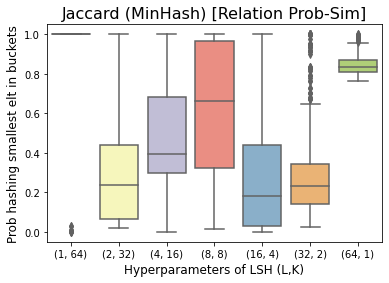 Jaccard (MinHash) [Relation Prob-Sim]
Prob hashing smallest elt in buckets
1.0
0.8
0.6
0.4
0.2
0.0
(1, 64) (2, 32) (4, 16) (8, 8) (16, 4) (32, 2) (64, 1)
Hyperparameters of LSH (L,K)